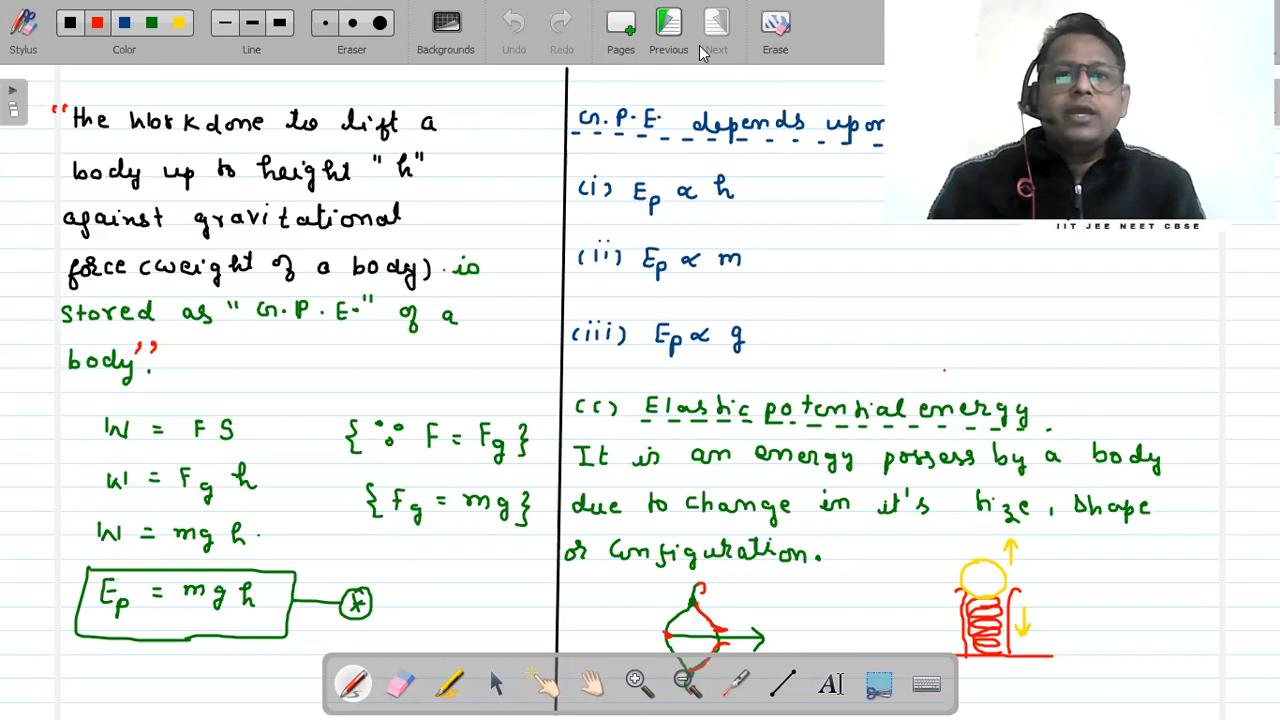 Stylus
Color
Line
Eraser
Backgrounds
Undo
Redo
Pages
Previous
Next
Erase
IIT JEE NEET CBSE
"The workdone to lift a
body up to height "h"
against gravitational
force (weight of a body) is
stored as "G.P.E." of a
body".
W = F S
{ ∵ F = Fg }
W = Fg h
{ Fg = mg }
W = mg h
Ep = mgh
G.P.E. depends upon
(i) Ep ∝ h
(ii) Ep ∝ m
(iii) Ep ∝ g
(C) Elastic potential energy
It is an energy possess by a body
due to change in it's size, shape
or configuration.
AI